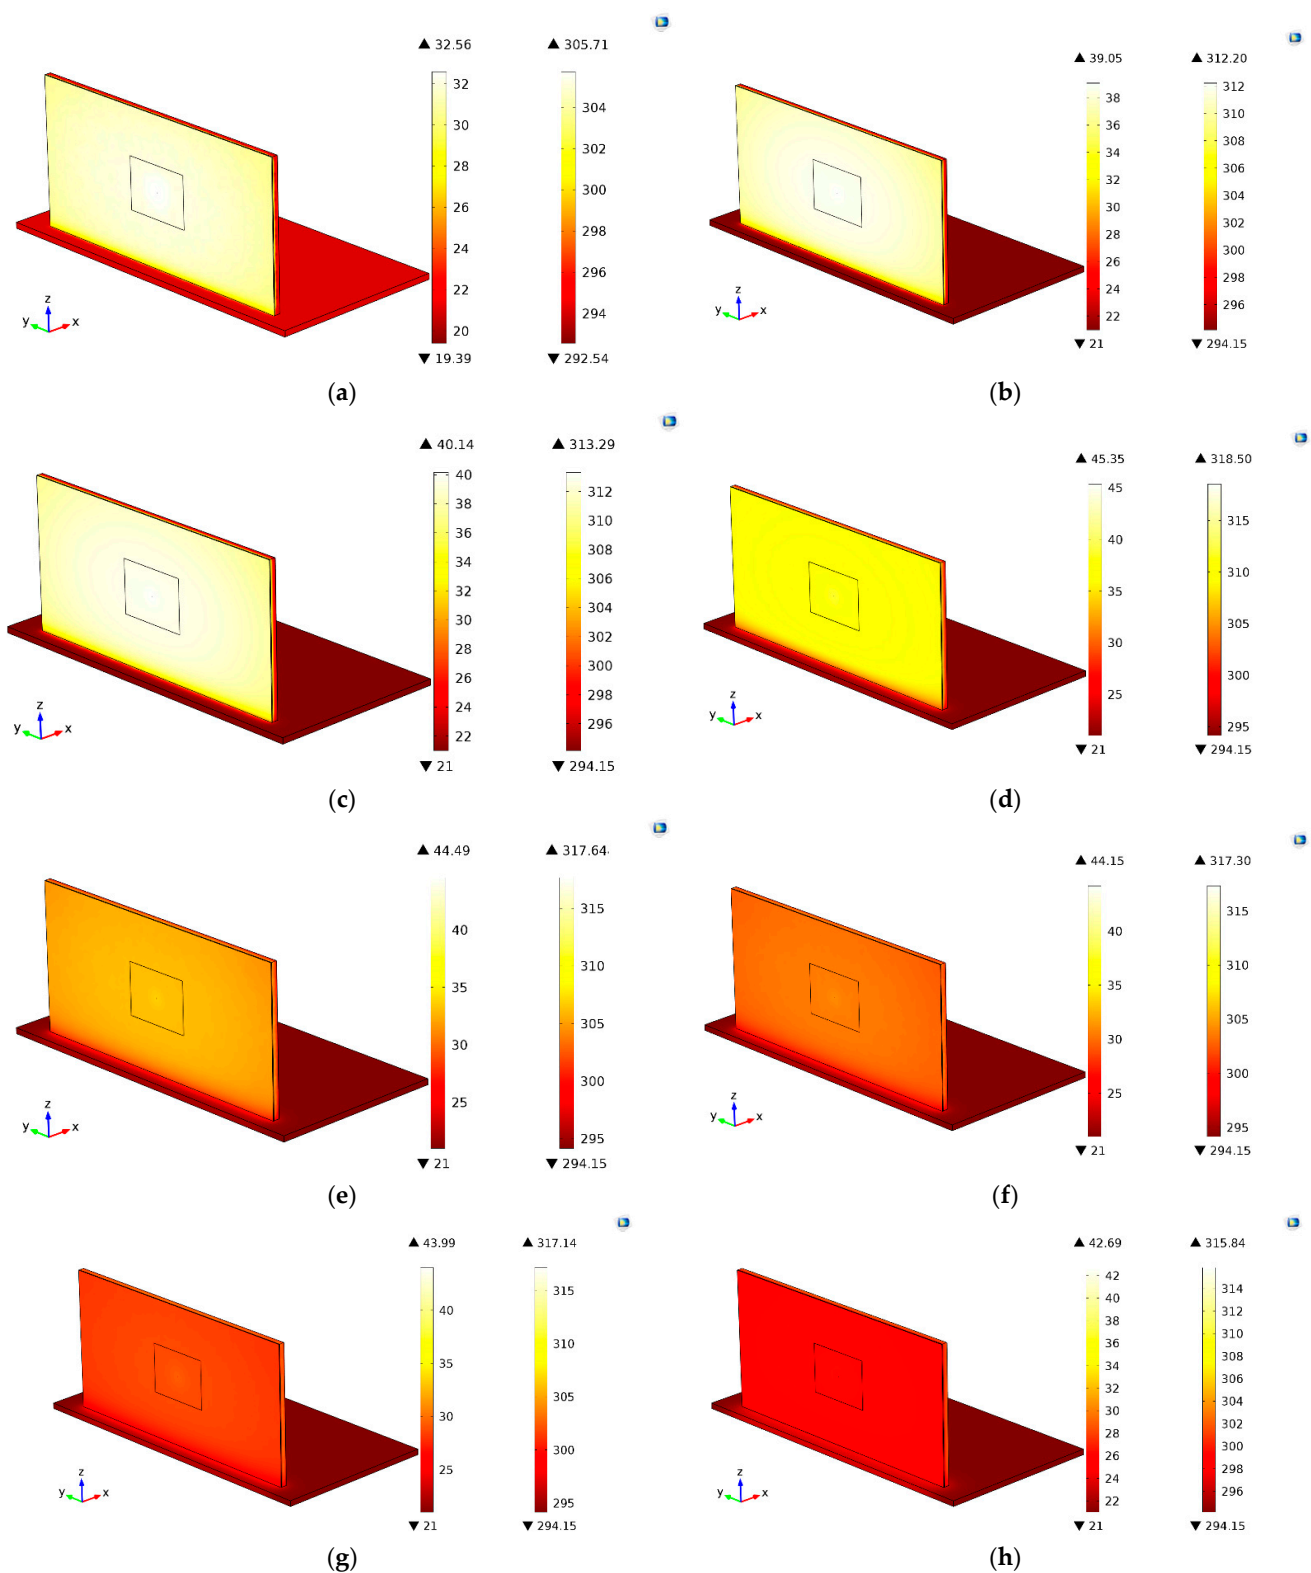 ▲ 32.56 ▲ 305.71
32
30
28
26
24
22
20
304
302
300
298
296
294
z
y x
▼ 19.39 ▼ 292.54
(a)
▲ 39.05 ▲ 312.20
38
36
34
32
30
28
26
24
22
312
310
308
306
304
302
300
298
296
z
y x
▼ 21 ▼ 294.15
(b)
▲ 40.14 ▲ 313.29
40
38
36
34
32
30
28
26
24
22
312
310
308
306
304
302
300
298
296
z
y x
▼ 21 ▼ 294.15
(c)
▲ 45.35 ▲ 318.50
45
40
35
30
25
315
310
305
300
295
z
y x
▼ 21 ▼ 294.15
(d)
▲ 44.49 ▲ 317.64
40
35
30
25
315
310
305
300
295
z
y x
▼ 21 ▼ 294.15
(e)
▲ 44.15 ▲ 317.30
40
35
30
25
315
310
305
300
295
z
y x
▼ 21 ▼ 294.15
(f)
▲ 43.99 ▲ 317.14
40
35
30
25
315
310
305
300
295
z
y x
▼ 21 ▼ 294.15
(g)
▲ 42.69 ▲ 315.84
42
40
38
36
34
32
30
28
26
24
22
314
312
310
308
306
304
302
300
298
296
z
y x
▼ 21 ▼ 294.15
(h)